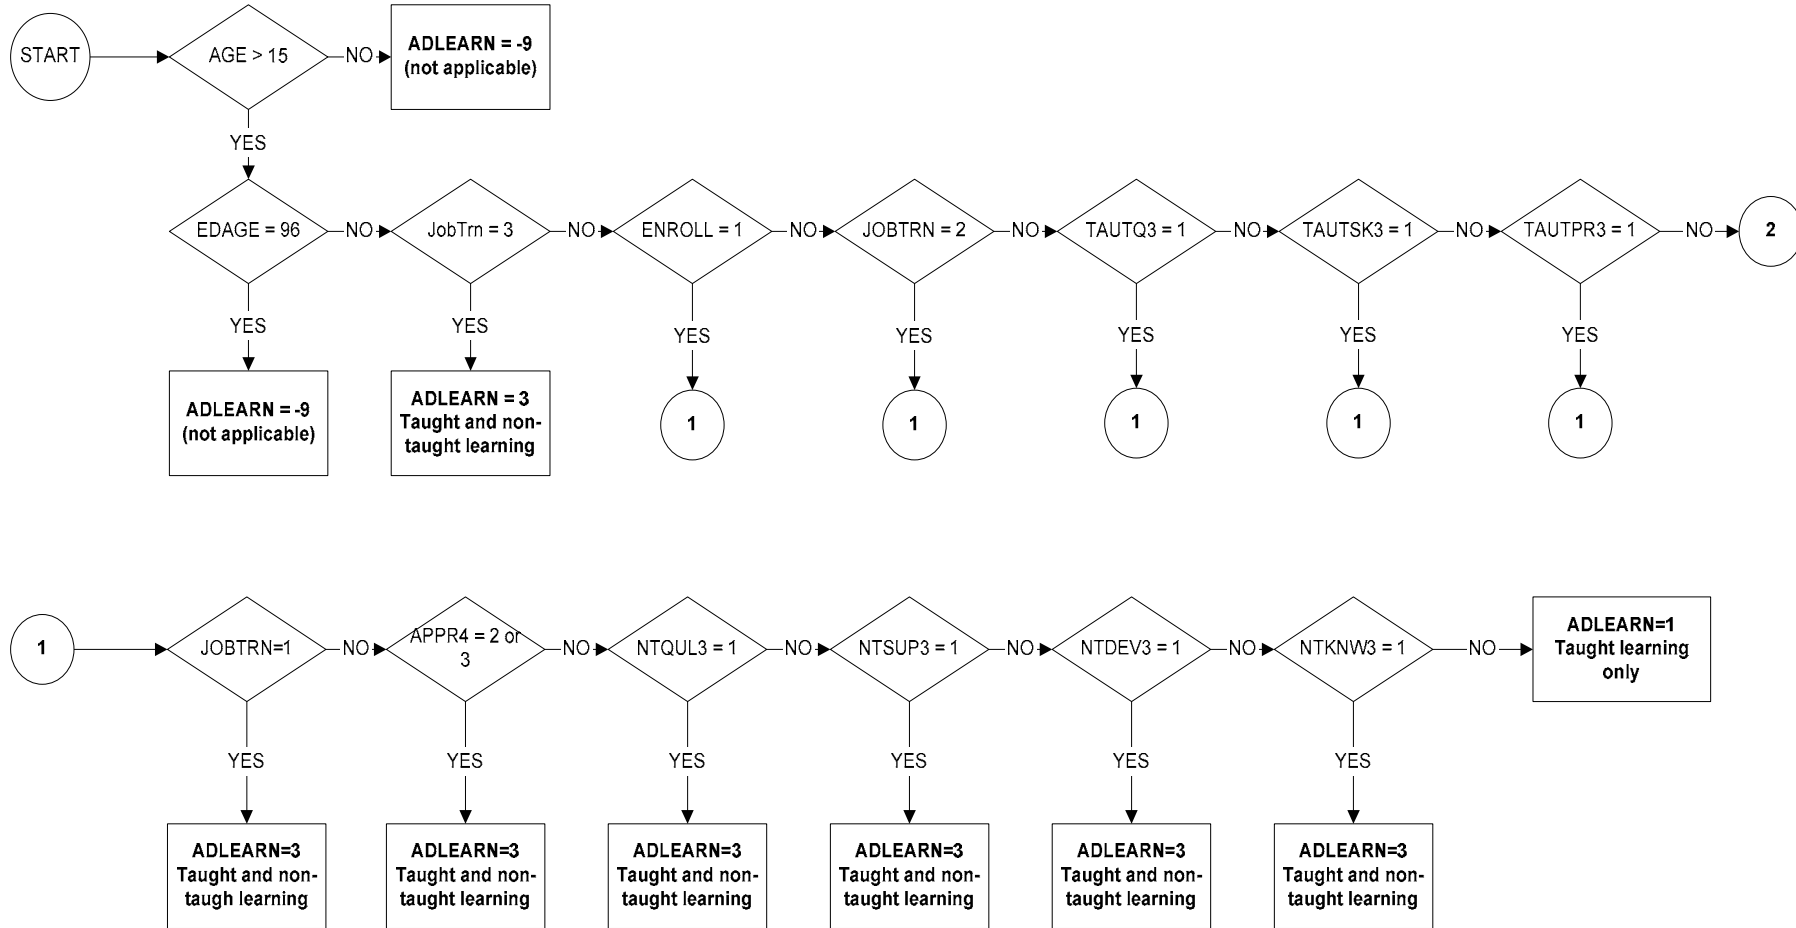 START
AGE > 15
NO
ADLEARN = -9
(not applicable)
YES
EDAGE = 96
NO
JobTrn = 3
NO
ENROLL = 1
NO
JOBTRN = 2
NO
TAUTQ3 = 1
NO
TAUTSK3 = 1
NO
TAUTPR3 = 1
NO
2
YES
YES
YES
YES
YES
YES
YES
ADLEARN = -9
(not applicable)
ADLEARN = 3
Taught and non-
taught learning
1
1
1
1
1
1
JOBTRN=1
NO
APPR4 = 2 or
3
NO
NTQUL3 = 1
NO
NTSUP3 = 1
NO
NTDEV3 = 1
NO
NTKNW3 = 1
NO
ADLEARN=1
Taught learning
only
YES
YES
YES
YES
YES
YES
ADLEARN=3
Taught and non-
taugh learning
ADLEARN=3
Taught and non-
taught learning
ADLEARN=3
Taught and non-
taught learning
ADLEARN=3
Taught and non-
taught learning
ADLEARN=3
Taught and non-
taught learning
ADLEARN=3
Taught and non-
taught learning